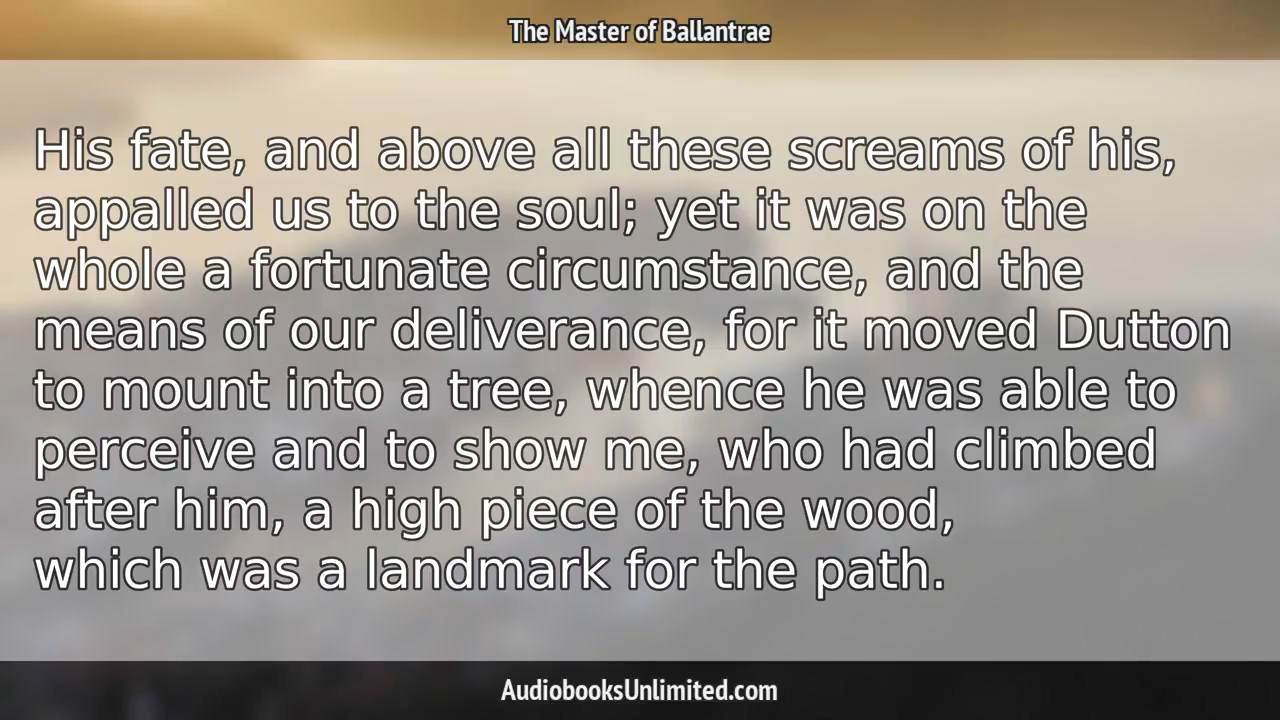 The Master of Ballantrae
His fate, and above all these screams of his,
appalled us to the soul; yet it was on the
whole a fortunate circumstance, and the
means of our deliverance, for it moved Dutton
to mount into a tree, whence he was able to
perceive and to show me, who had climbed
after him, a high piece of the wood,
which was a landmark for the path.
AudiobooksUnlimited.com